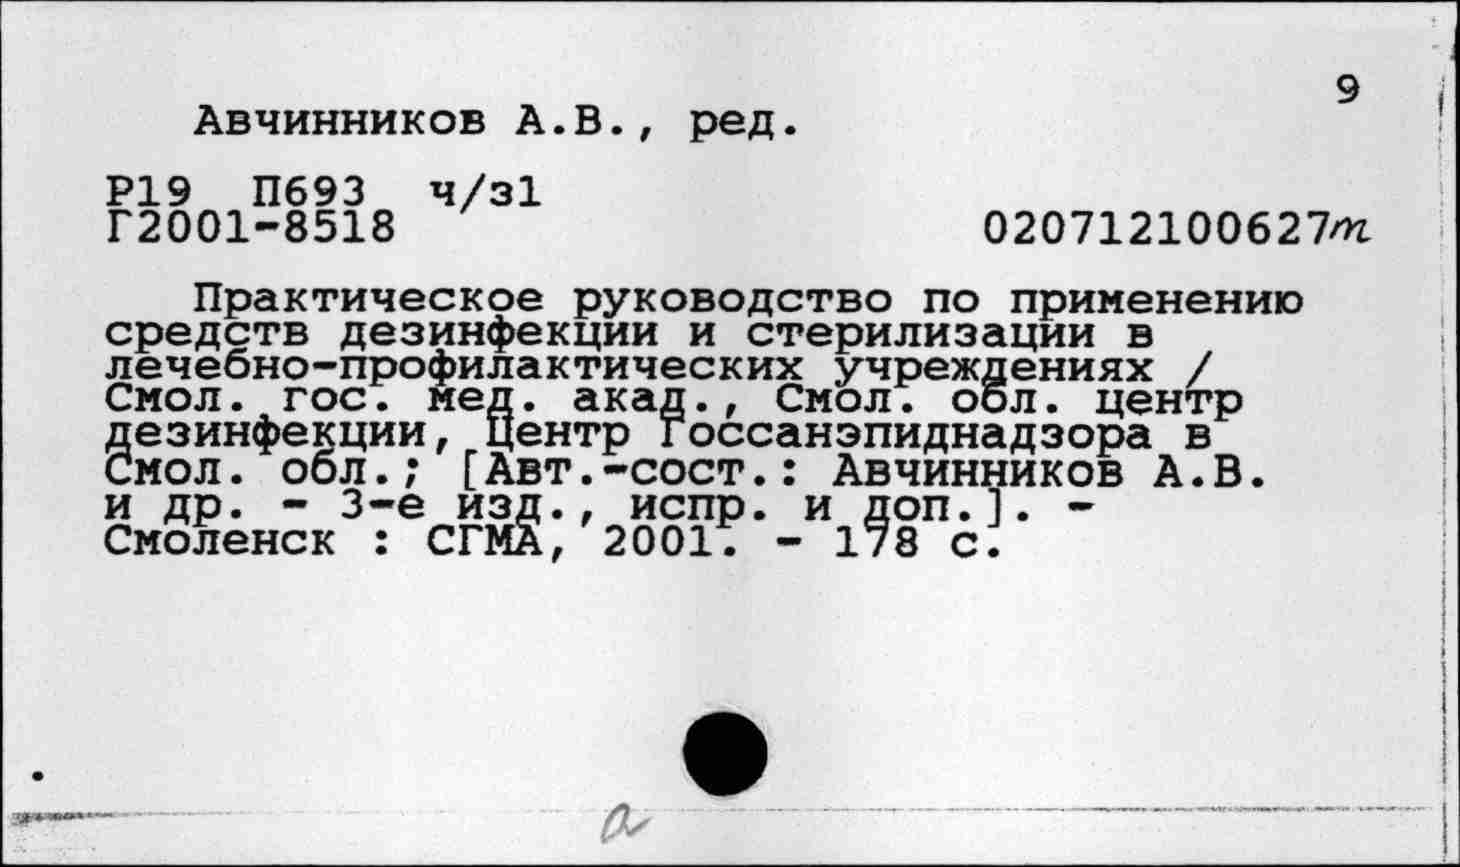 9
Авчинников А.В., ред.
Р19 П693 ч/з1
Г2001-8518 020712100627m
Практическое руководство по применению
средств дезинфекции и стерилизации в
лечебно-профилактических учреждениях /
Смол. гос. мед. акад., Смол. обл. центр
дезинфекции, Центр Госсанэпиднадзора в
Смол. обл.; [Авт.-сост.: Авчинников А.В.
и др. - 3-е изд., испр. и доп.]. -
Смоленск : СГМА, 2001. - 178 с.
a